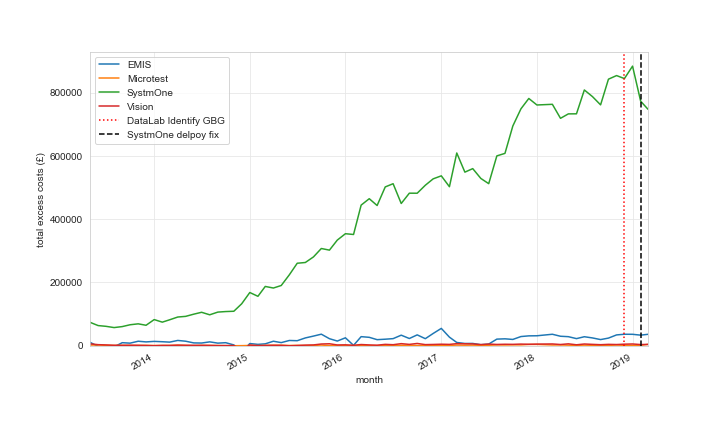 EMIS
Microtest
SystmOne
Vision
DataLab Identify GBG
SystmOne delpoy fix
800000
600000
400000
200000
0
total excess costs (£)
2014
2015
2016
2017
2018
2019
month